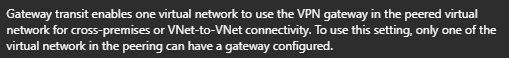 Gateway transit enables one virtual network to use the VPN gateway in the peered virtual
network for cross-premises or VNet-to-VNet connectivity. To use this setting, only one of the
virtual network in the peering can have a gateway configured.